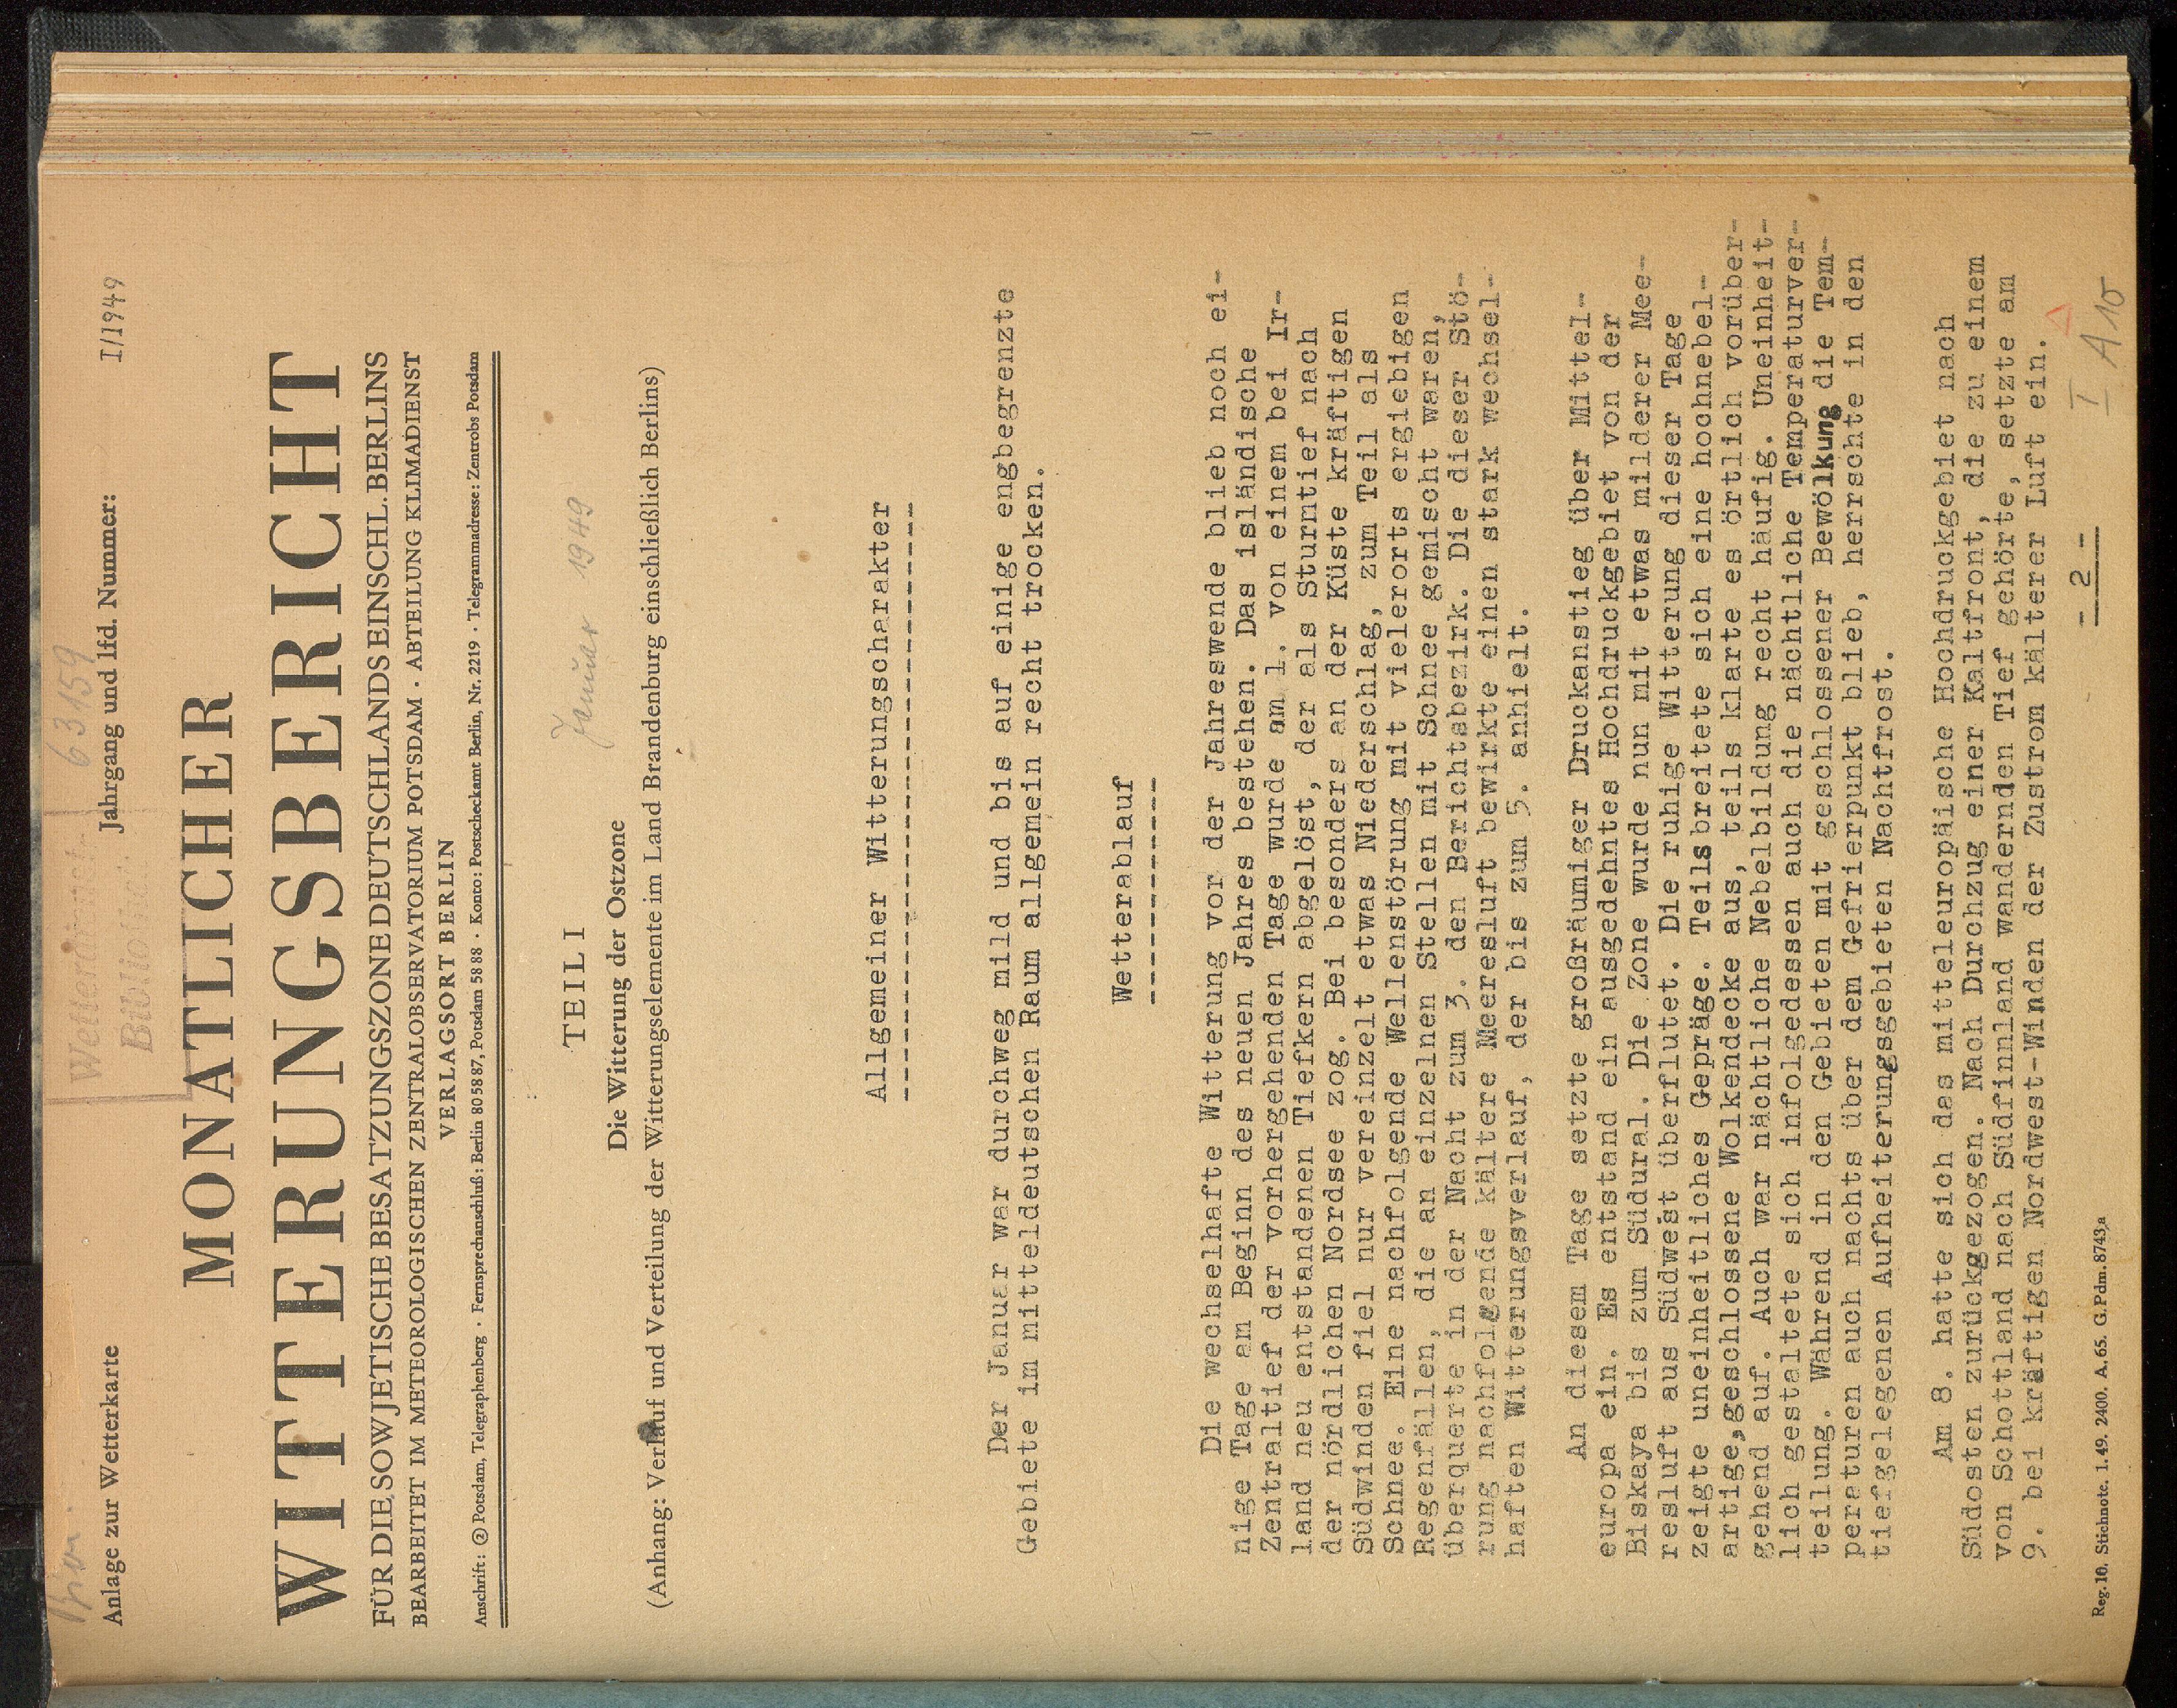 63159
Wetterdienst
Bibliothek
Anlage zur Wetterkarte Jahrgang und lfd. Nummer: I/1949
MONATLICHER
WITTERUNGSBERICHT
FÜR DIE SOWJETISCHE BESATZUNGSZONE DEUTSCHLANDS EINSCHL. BERLINS
BEARBEITET IM METEOROLOGISCHEN ZENTRALOBSERVATORIUM POTSDAM · ABTEILUNG KLIMADIENST
VERLAGSORT BERLIN
Anschrift: ② Potsdam, Telegraphenberg · Fernsprechanschluß: Berlin 80 58 87, Potsdam 58 88 · Konto: Postscheckamt Berlin, Nr. 2219 · Telegrammadresse: Zentrobs Potsdam
TEIL I
Januar 1949
Die Witterung der Ostzone
(Anhang: Verlauf und Verteilung der Witterungselemente im Land Brandenburg einschließlich Berlins)
Allgemeiner Witterungscharakter
Der Januar war durchweg mild und bis auf einige engbegrenzte
Gebiete im mitteldeutschen Raum allgemein recht trocken.
Wetterablauf
Die wechselhafte Witterung vor der Jahreswende blieb noch ei-
nige Tage am Beginn des neuen Jahres bestehen. Das isländische
Zentraltief der vorhergehenden Tage wurde am 1. von einem bei Ir-
land neu entstandenen Tiefkern abgelöst, der als Sturmtief nach
der nördlichen Nordsee zog. Bei besonders an der Küste kräftigen
Südwinden fiel nur vereinzelt etwas Niederschlag, zum Teil als
Schnee. Eine nachfolgende Wellenstörung mit vielerorts ergiebigen
Regenfällen, die an einzelnen Stellen mit Schnee gemischt waren,
überquerte in der Nacht zum 3. den Berichtsbezirk. Die dieser Stö-
rung nachfolgende kältere Meeresluft bewirkte einen stark wechsel-
haften Witterungsverlauf, der bis zum 5. anhielt.
An diesem Tage setzte großräumiger Druckanstieg über Mittel-
europa ein. Es entstand ein ausgedehntes Hochdruckgebiet von der
Biskaya bis zum Südural. Die Zone wurde nun mit etwas milderer Mee-
resluft aus Südwest überflutet. Die ruhige Witterung dieser Tage
zeigte uneinheitliches Gepräge. Teils breitete sich eine hochnebel-
artige,geschlossene Wolkendecke aus, teils klarte es örtlich vorüber-
gehend auf. Auch war nächtliche Nebelbildung recht häufig. Uneinheit-
lich gestaltete sich infolgedessen auch die nächtliche Temperaturver-
teilung. Während in den Gebieten mit geschlossener Bewölkung die Tem-
peraturen auch nachts über dem Gefrierpunkt blieb, herrschte in den
tiefgelegenen Aufheiterungsgebieten Nachtfrost.
Am 8. hatte sich das mitteleuropäische Hochdruckgebiet nach
Südosten zurückgezogen. Nach Durchzug einer Kaltfront, die zu einem
von Schottland nach Südfinnland wandernden Tief gehörte, setzte am
9. bei kräftigen Nordwest-Winden der Zustrom kälterer Luft ein.
- 2 -
I A 10
Reg. 10. Stichnote. 1. 49. 2400. A. 65. G. Pdm. 8743a